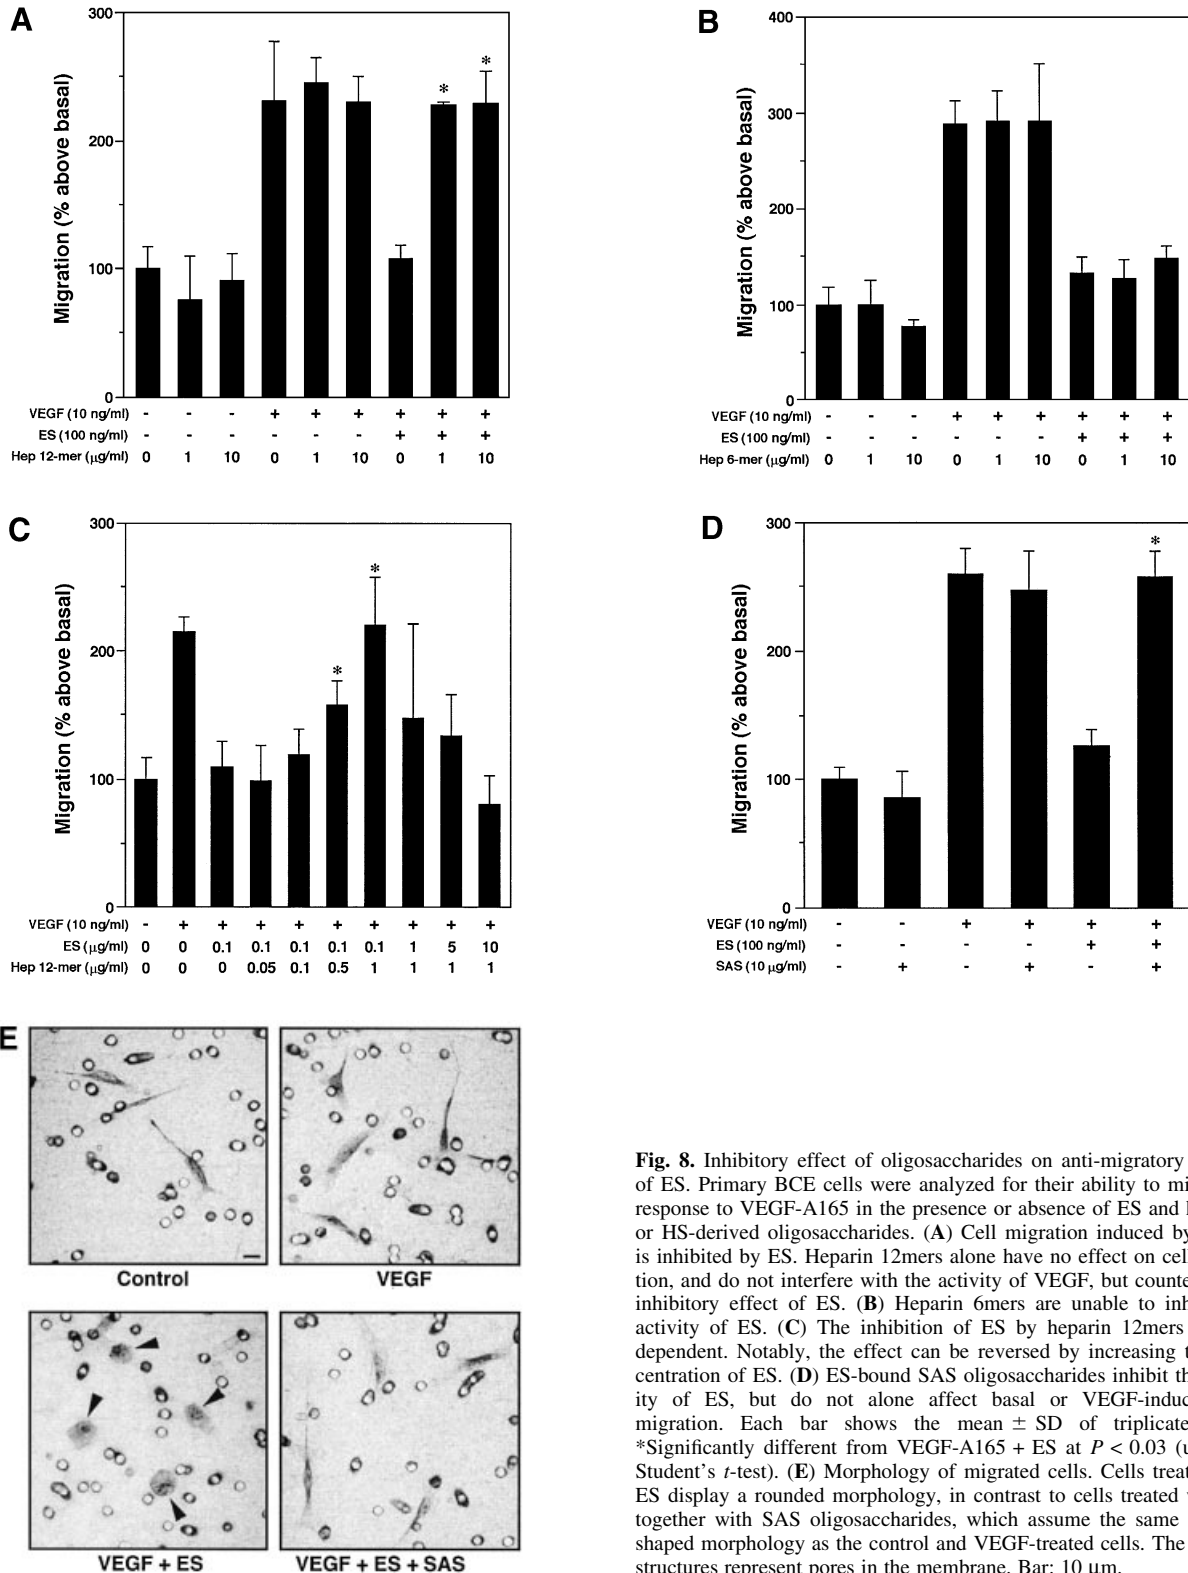 A
300
200
100
0
Migration (% above basal)
* *
VEGF (10 ng/ml) - - - + + + + + +
ES (100 ng/ml) - - - - - - + + +
Hep 12-mer (μg/ml) 0 1 10 0 1 10 0 1 10
B
400
300
200
100
0
Migration (% above basal)
VEGF (10 ng/ml) - - - + + + + + +
ES (100 ng/ml) - - - - - - + + +
Hep 6-mer (μg/ml) 0 1 10 0 1 10 0 1 10
C
300
200
100
0
Migration (% above basal)
* *
VEGF (10 ng/ml) - + + + + + + + + +
ES (μg/ml) 0 0 0.1 0.1 0.1 0.1 0.1 1 5 10
Hep 12-mer (μg/ml) 0 0 0 0.05 0.1 0.5 1 1 1 1
D
300
200
100
0
Migration (% above basal)
*
VEGF (10 ng/ml) - - + + + +
ES (100 ng/ml) - - - - + +
SAS (10 μg/ml) - + - + - +
E
Control
VEGF
VEGF + ES
VEGF + ES + SAS
Fig. 8. Inhibitory effect of oligosaccharides on anti-migratory
of ES. Primary BCE cells were analyzed for their ability to mi
response to VEGF-A165 in the presence or absence of ES and
or HS-derived oligosaccharides. (A) Cell migration induced by
is inhibited by ES. Heparin 12mers alone have no effect on cel
tion, and do not interfere with the activity of VEGF, but counte
inhibitory effect of ES. (B) Heparin 6mers are unable to inh
activity of ES. (C) The inhibition of ES by heparin 12mers
dependent. Notably, the effect can be reversed by increasing t
centration of ES. (D) ES-bound SAS oligosaccharides inhibit th
ity of ES, but do not alone affect basal or VEGF-induc
migration. Each bar shows the mean ± SD of triplicate
*Significantly different from VEGF-A165 + ES at P < 0.03 (u
Student's t-test). (E) Morphology of migrated cells. Cells treat
ES display a rounded morphology, in contrast to cells treated
together with SAS oligosaccharides, which assume the same
shaped morphology as the control and VEGF-treated cells. The
structures represent pores in the membrane. Bar: 10 μm.